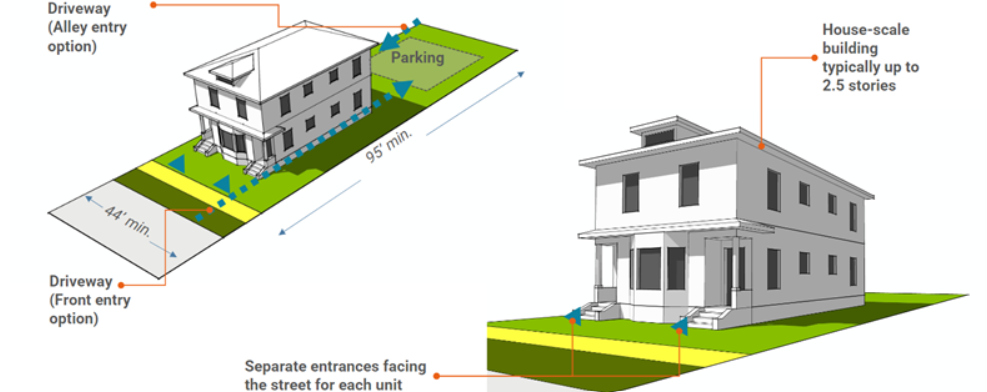 Driveway
(Alley entry
option)
Parking
95' min.
44' min.
Driveway
(Front entry
option)
House-scale
building
typically up to
2.5 stories
Separate entrances facing
the street for each unit